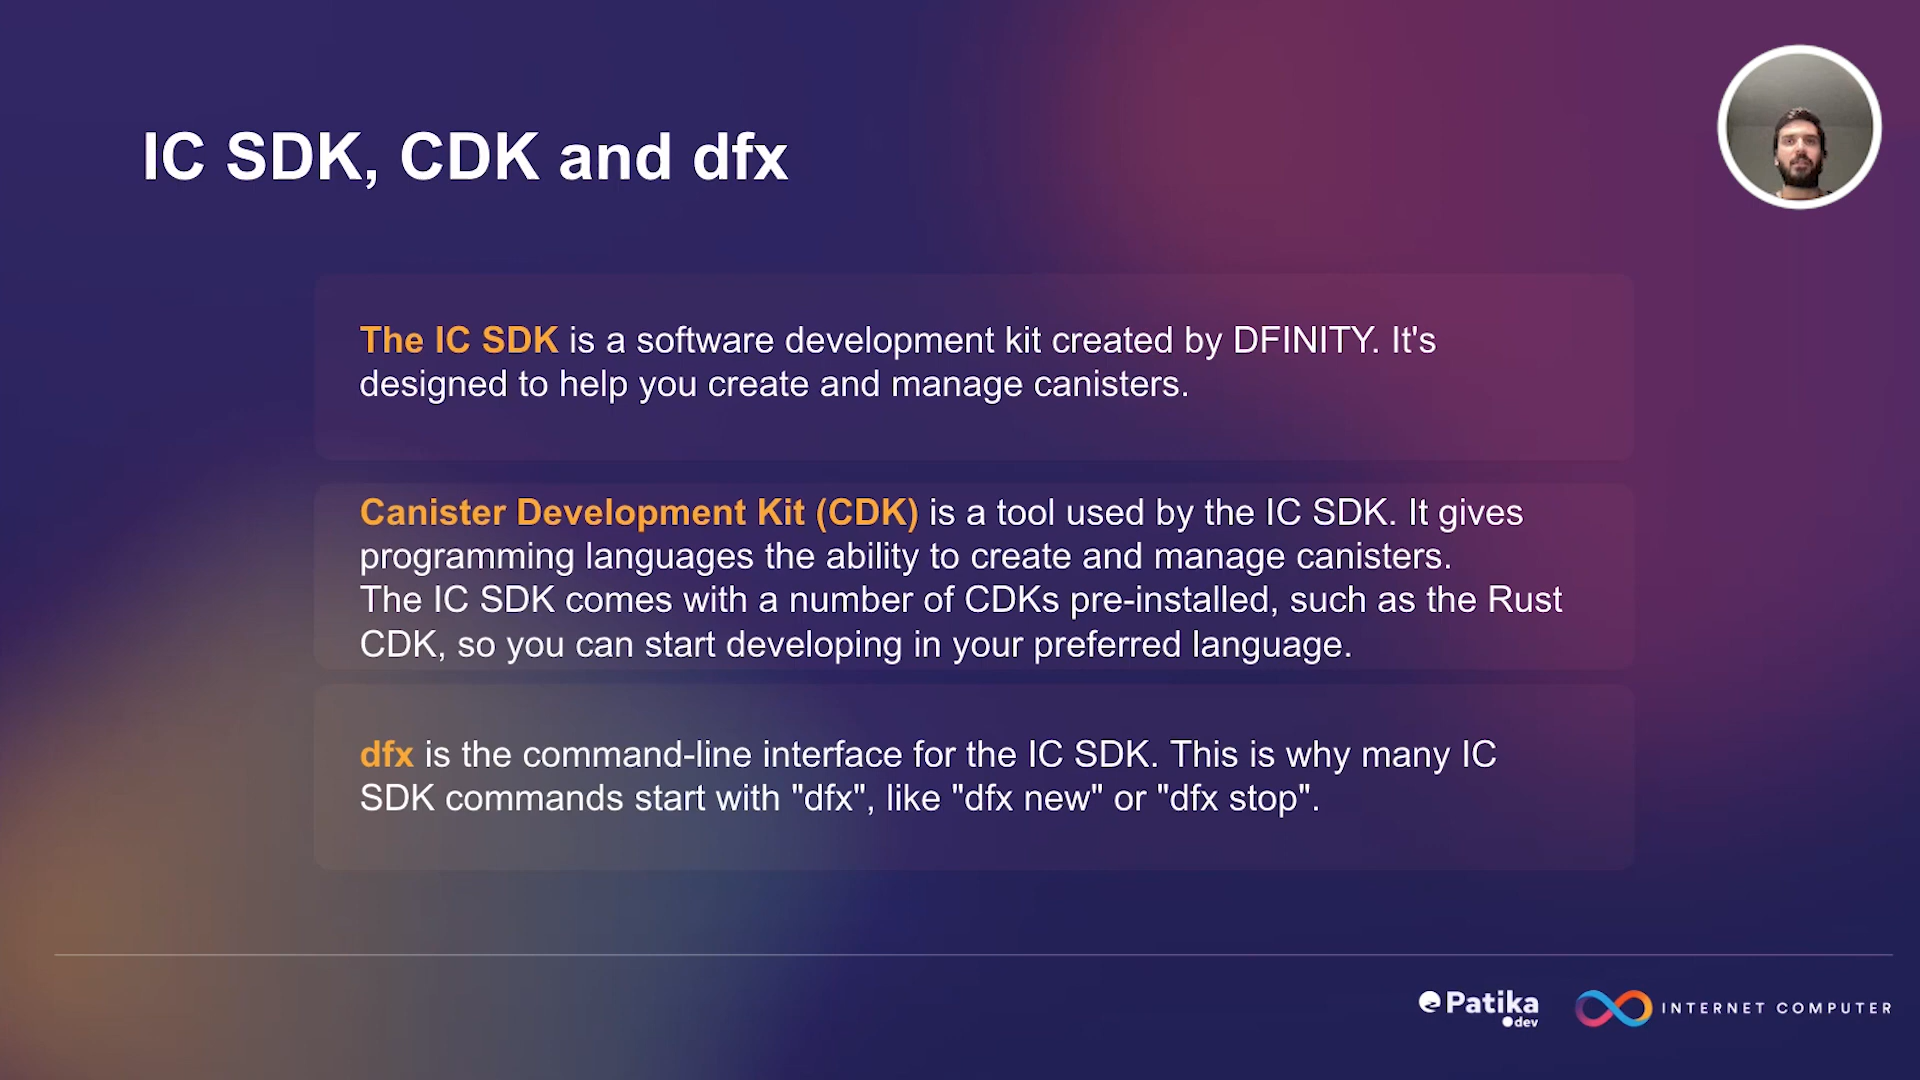 IC SDK, CDK and dfx
The IC SDK is a software development kit created by DFINITY. It's
designed to help you create and manage canisters.
Canister Development Kit (CDK) is a tool used by the IC SDK. It gives
programming languages the ability to create and manage canisters.
The IC SDK comes with a number of CDKs pre-installed, such as the Rust
CDK, so you can start developing in your preferred language.
dfx is the command-line interface for the IC SDK. This is why many IC
SDK commands start with "dfx", like "dfx new" or "dfx stop".
Patika
dev
INTERNET COMPUTER